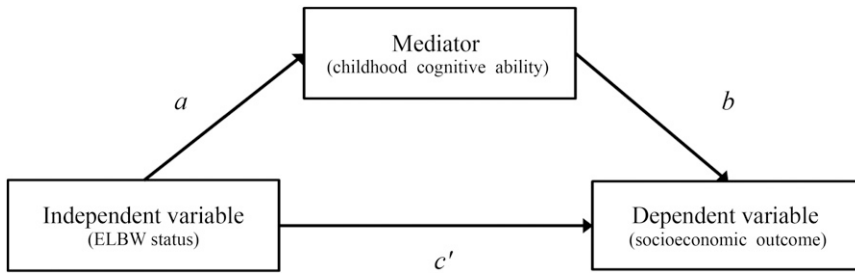 Mediator
(childhood cognitive ability)
a
b
Independent variable
(ELBW status)
Dependent variable
(socioeconomic outcome)
c'